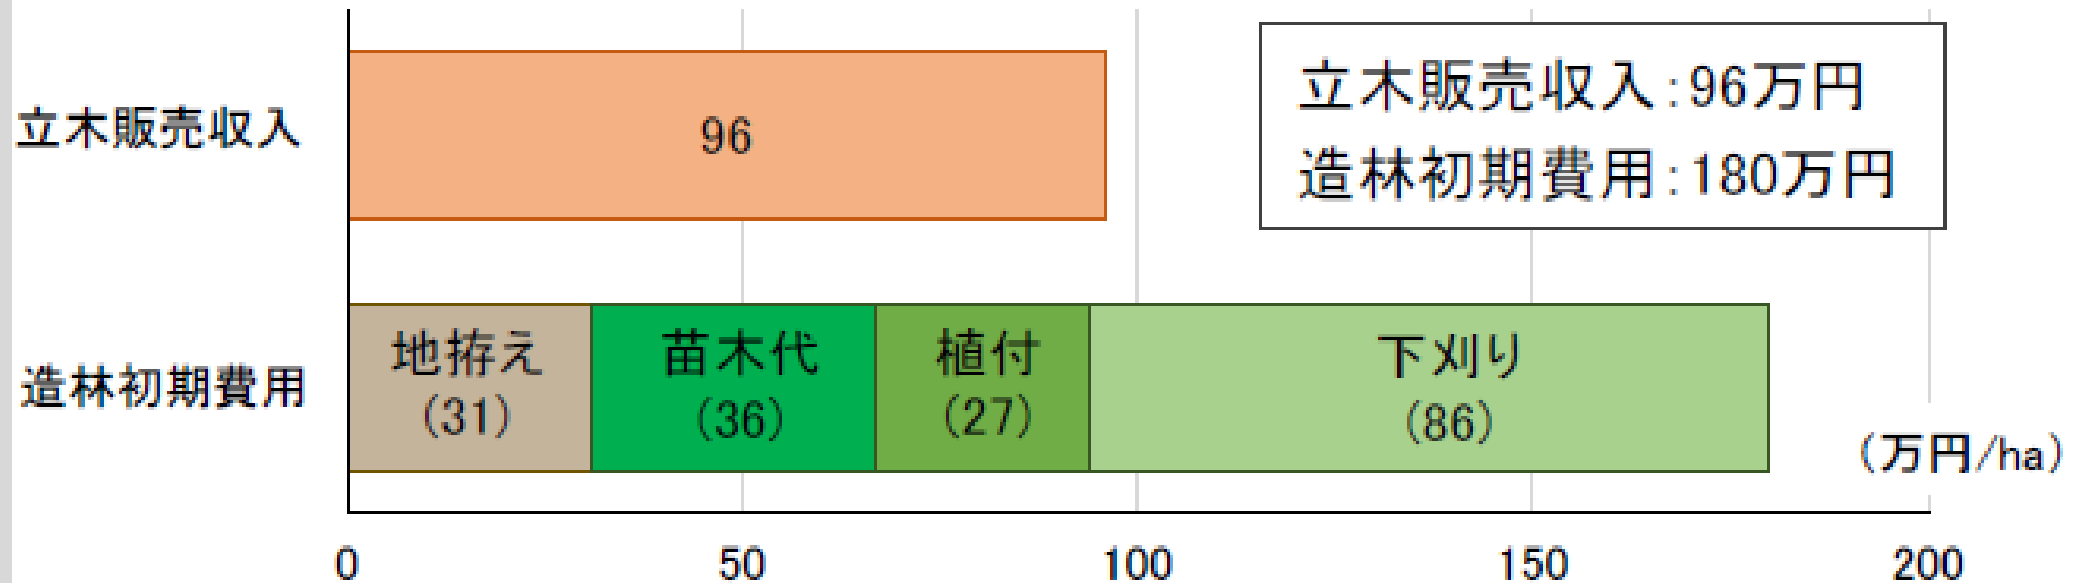 立木販売収入
96
立木販売収入：96万円
造林初期費用：180万円
造林初期費用
地拵え
（31）
苗木代
（36）
植付
（27）
下刈り
（86）
（万円/ha）
0
50
100
150
200